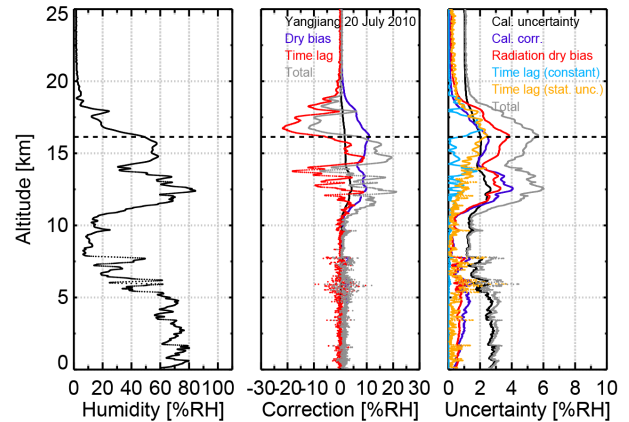 Altitude [km]
25
20
15
10
5
0
0 20 40 60 80 100
Humidity [%RH]
Yangjiang 20 July 2010
Dry bias
Time lag
Total
-30 -20 -10 0 10 20 30
Correction [%RH]
Cal. uncertainty
Cal. corr.
Radiation dry bias
Time lag (constant)
Time lag (stat. unc.)
Total
0 2 4 6 8 10
Uncertainty [%RH]